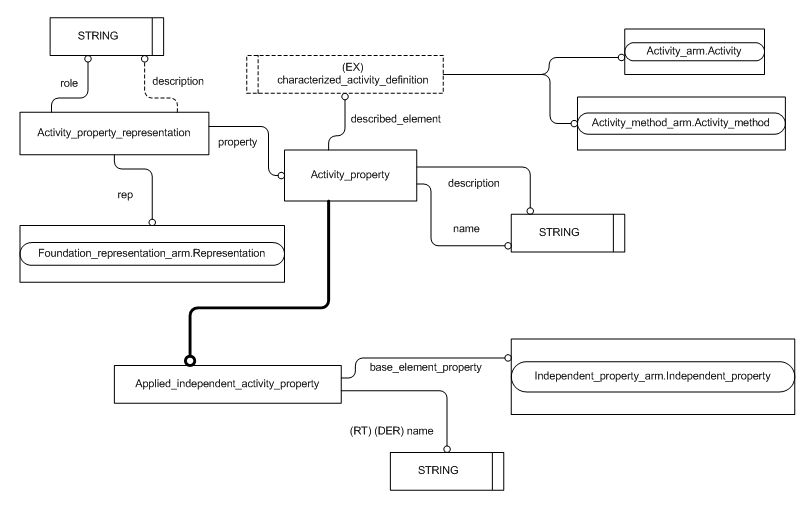 STRING
role
description
(EX)
characterized_activity_definition
Activity_arm.Activity
Activity_method_arm.Activity_method
Activity_property_representation
property
described_element
Activity_property
description
name
STRING
rep
Foundation_representation_arm.Representation
Applied_independent_activity_property
base_element_property
Independent_property_arm.Independent_property
(RT) (DER) name
STRING